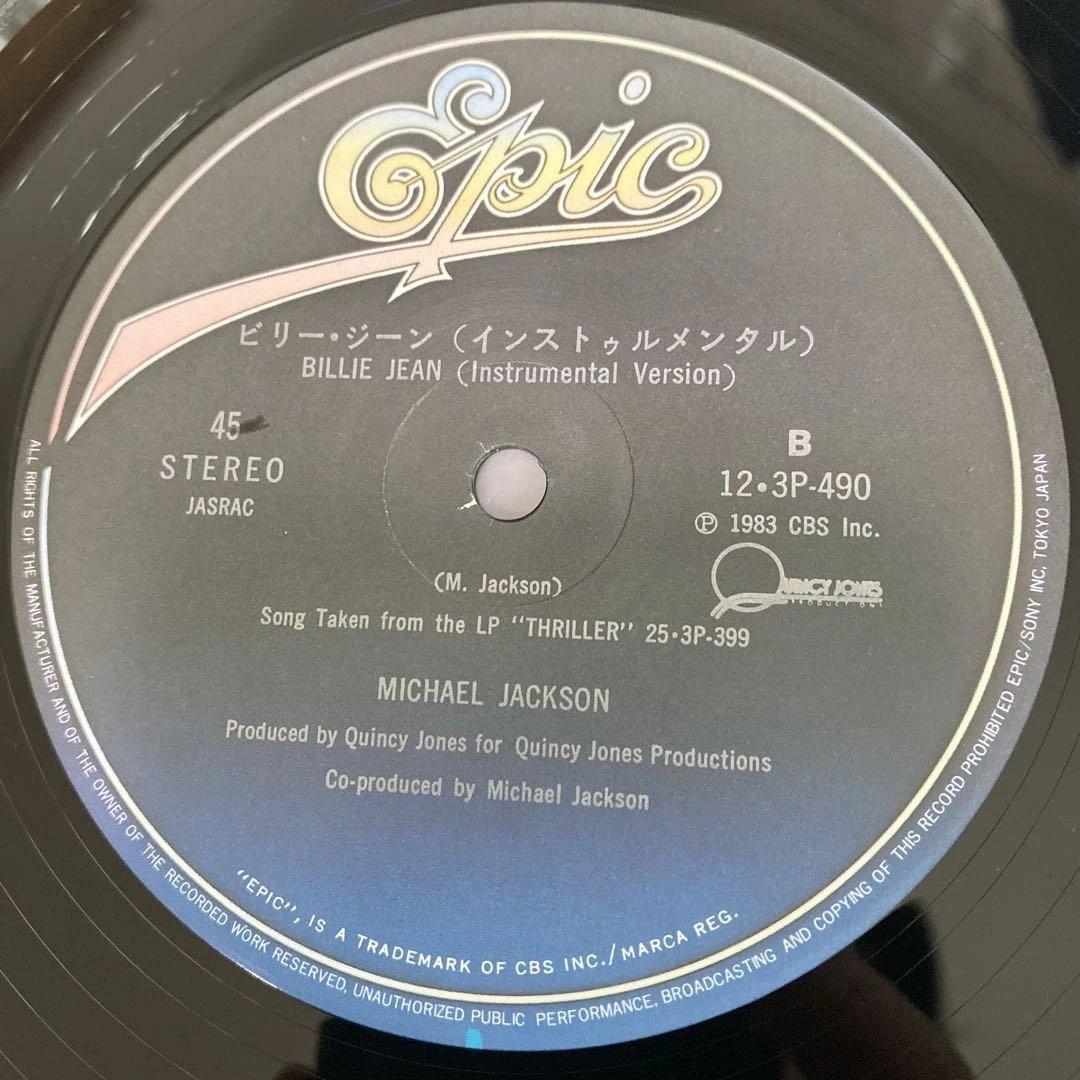 Epic
ビリー・ジーン (インストゥルメンタル)
BILLIE JEAN (Instrumental Version)
45
STEREO
JASRAC
B
12・3P-490
Ⓟ 1983 CBS Inc.
QUINCY JONES
PRODUCTIONS
(M. Jackson)
Song Taken from the LP "THRILLER" 25・3P-399
MICHAEL JACKSON
Produced by Quincy Jones for Quincy Jones Productions
Co-produced by Michael Jackson
"EPIC", IS A TRADEMARK OF CBS INC./MARCA REG.
ALL RIGHTS OF THE MANUFACTURER AND OF THE OWNER OF THE RECORDED WORK RESERVED, UNAUTHORIZED PUBLIC PERFORMANCE, BROADCASTING AND COPYING OF THIS RECORD PROHIBITED EPIC/SONY INC, TOKYO JAPAN